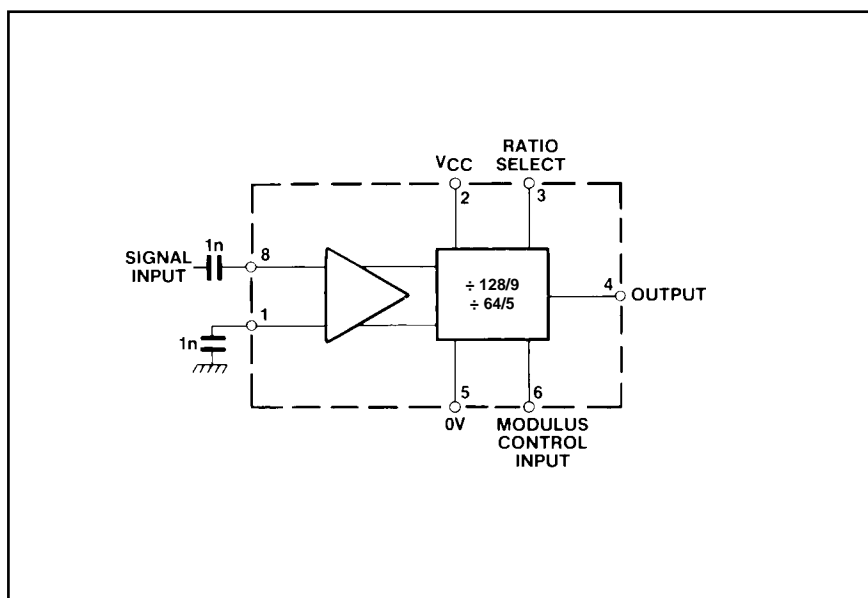 RATIO
SELECT
VCC
2
3
SIGNAL
INPUT
1n
8
÷ 128/9
÷ 64/5
4
OUTPUT
1
1n
5
6
0V
MODULUS
CONTROL
INPUT